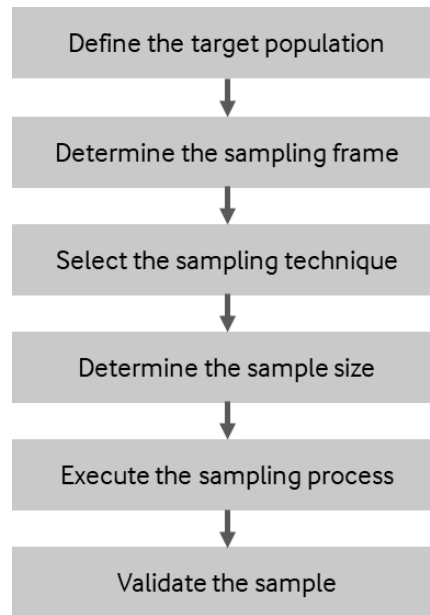 Define the target population
Determine the sampling frame
Select the sampling technique
Determine the sample size
Execute the sampling process
Validate the sample